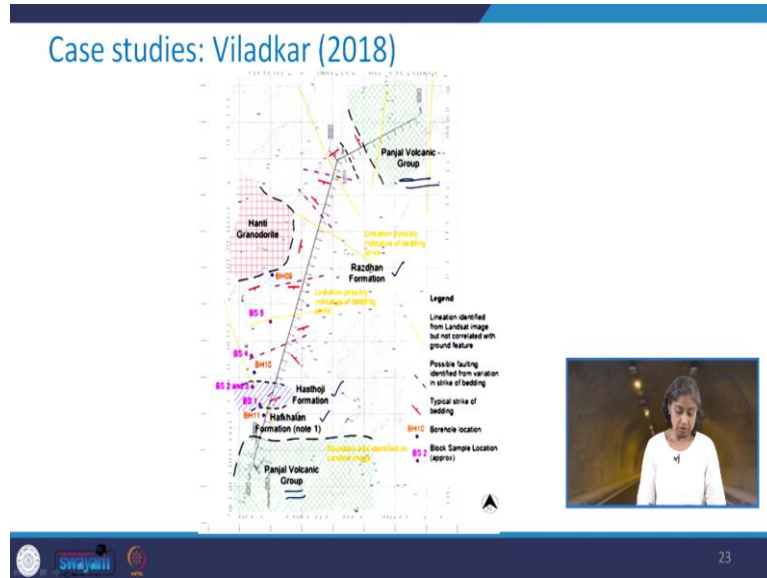 Case studies: Viladkar (2018)
Panjal Volcanic
Group
Hanti
Granodorite
Lineation possibly
indicative of bedding
Razdhan
Formation
BH09
Lineation possibly
indicative of bedding
BS 5
BS 4
BH10
BS 2 and 3
BS 1
BH11
Hasthoji
Formation
Hafkhalan
Formation (note 1)
Boundary also identified on
Landsat image
Panjal Volcanic
Group
Legend
Lineation identified
from Landsat image
but not correlated with
ground feature
Possible faulting
identified from variation
in strike of bedding
Typical strike of
bedding
BH10 Borehole location
BS 2 Block Sample Location
(approx)
swayam
23